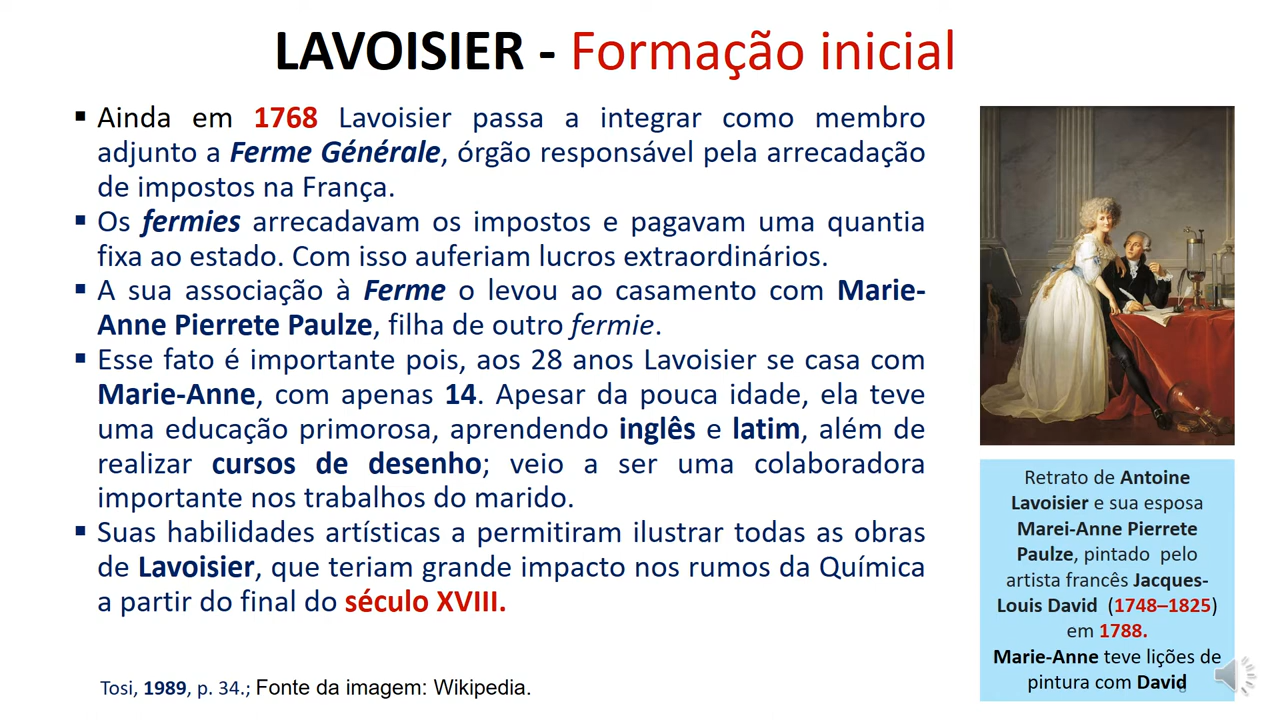 LAVOISIER - Formação inicial
▪ Ainda em 1768 Lavoisier passa a integrar como membro
adjunto a Ferme Générale, órgão responsável pela arrecadação
de impostos na França.
▪ Os fermies arrecadavam os impostos e pagavam uma quantia
fixa ao estado. Com isso auferiam lucros extraordinários.
▪ A sua associação à Ferme o levou ao casamento com Marie-
Anne Pierrete Paulze, filha de outro fermie.
▪ Esse fato é importante pois, aos 28 anos Lavoisier se casa com
Marie-Anne, com apenas 14. Apesar da pouca idade, ela teve
uma educação primorosa, aprendendo inglês e latim, além de
realizar cursos de desenho; veio a ser uma colaboradora
importante nos trabalhos do marido.
▪ Suas habilidades artísticas a permitiram ilustrar todas as obras
de Lavoisier, que teriam grande impacto nos rumos da Química
a partir do final do século XVIII.
Tosi, 1989, p. 34.; Fonte da imagem: Wikipedia.
Retrato de Antoine
Lavoisier e sua esposa
Marei-Anne Pierrete
Paulze, pintado pelo
artista francês Jacques-
Louis David (1748–1825)
em 1788.
Marie-Anne teve lições de
pintura com David